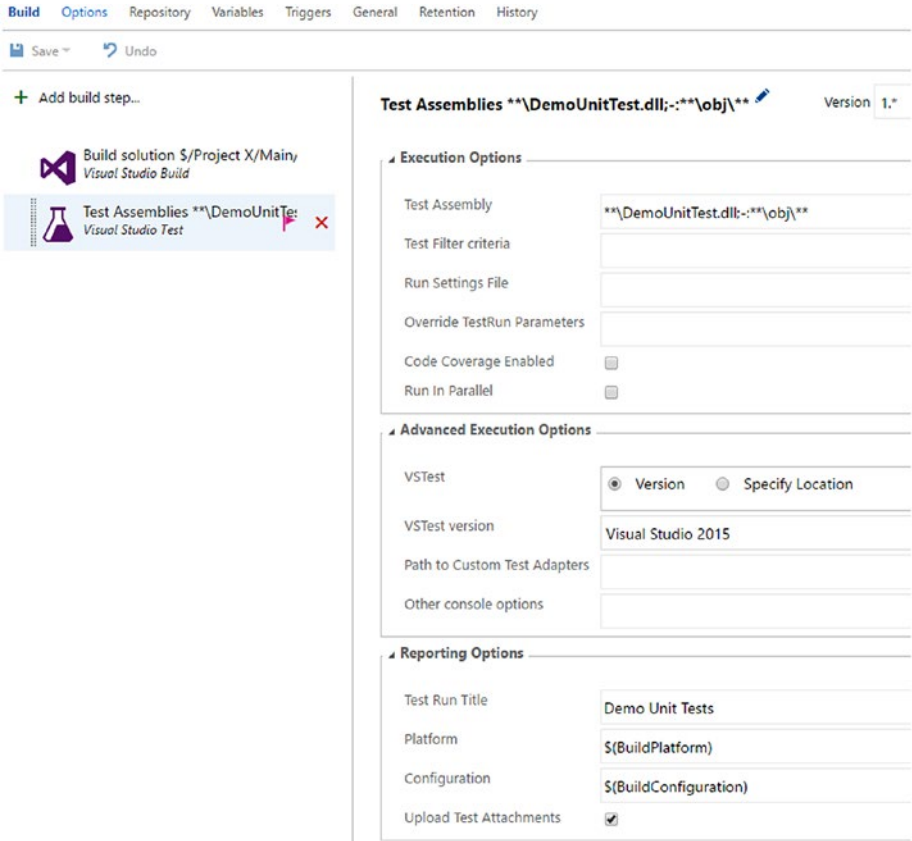 Build Options Repository Variables Triggers General Retention History
Save Undo
+ Add build step...
Build solution $/Project X/Main/
Visual Studio Build
Test Assemblies **\DemoUnitTes
Visual Studio Test
Test Assemblies **\DemoUnitTest.dll;-:**\obj\** Version 1.*
Execution Options
Test Assembly **\DemoUnitTest.dll;-:**\obj\**
Test Filter criteria
Run Settings File
Override TestRun Parameters
Code Coverage Enabled
Run In Parallel
Advanced Execution Options
VSTest Version Specify Location
VSTest version Visual Studio 2015
Path to Custom Test Adapters
Other console options
Reporting Options
Test Run Title Demo Unit Tests
Platform $(BuildPlatform)
Configuration $(BuildConfiguration)
Upload Test Attachments